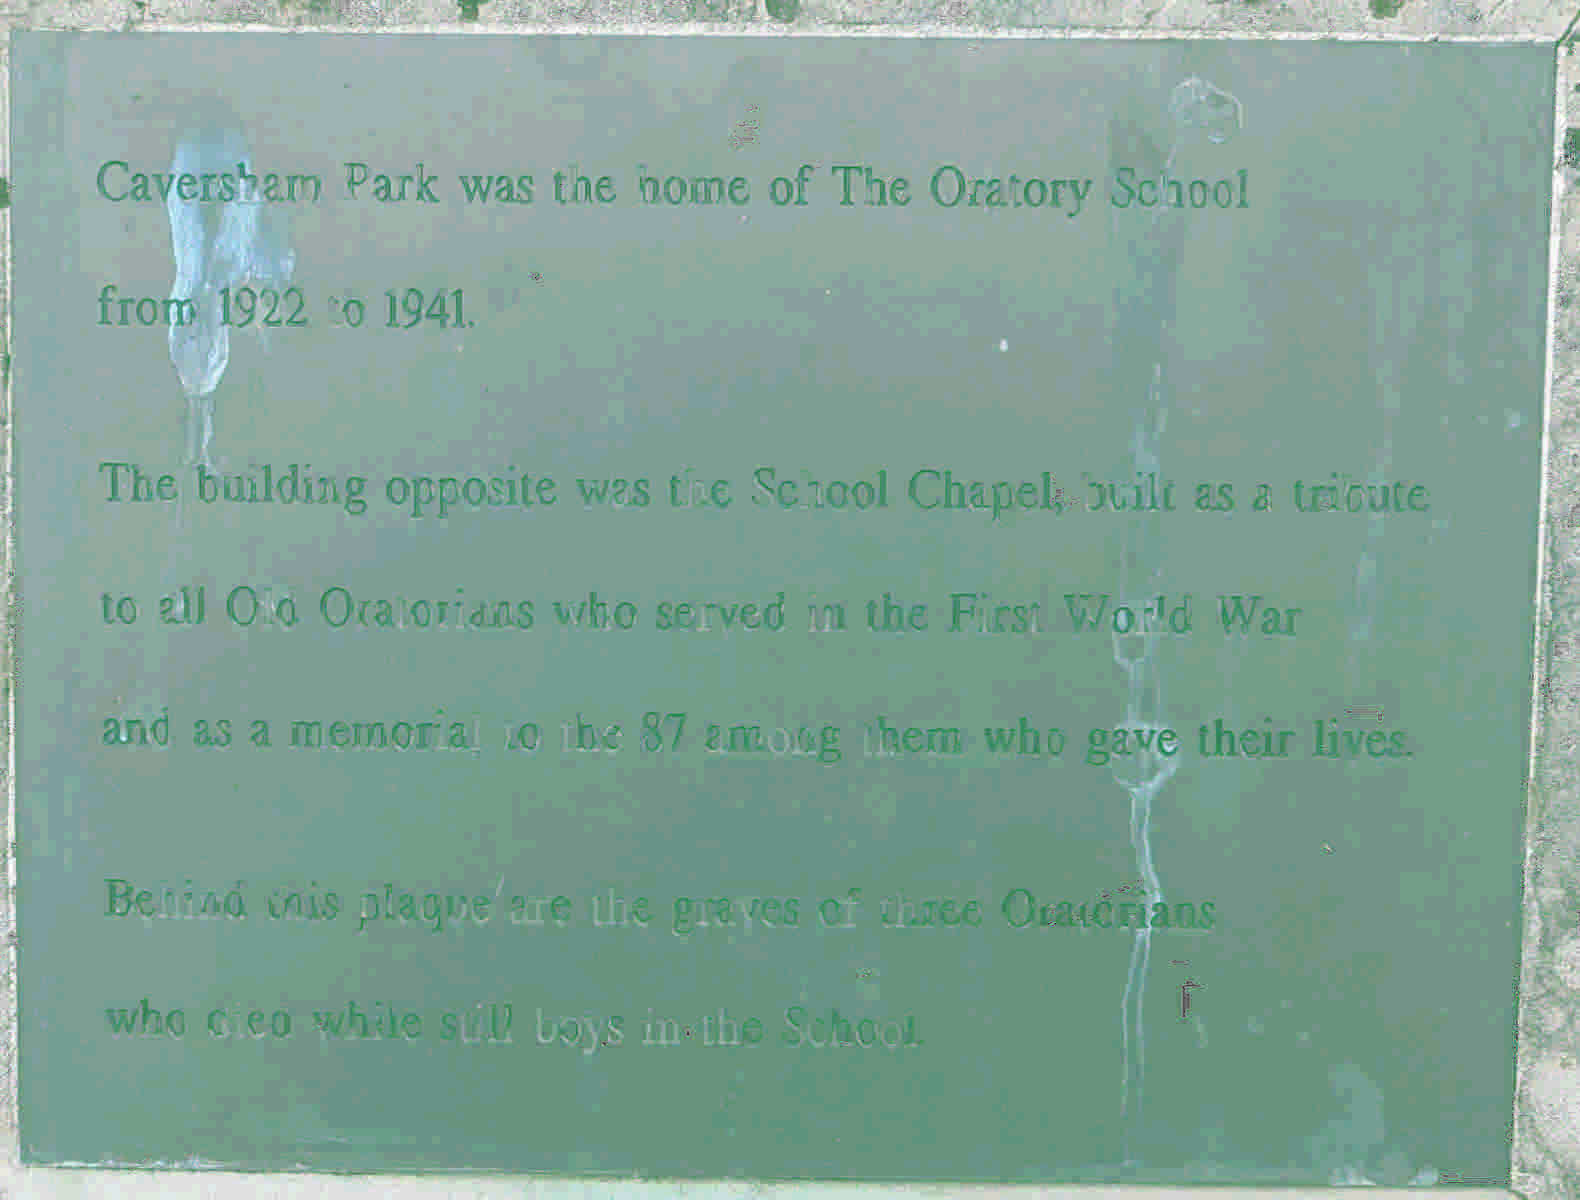 Caversham Park was the home of The Oratory School
from 1922 to 1941.
The building opposite was the School Chapel, built as a tribute
to all Old Oratorians who served in the First World War
and as a memorial to the 87 among them who gave their lives.
Behind this plaque are the graves of three Oratorians
who died while still boys in the School.